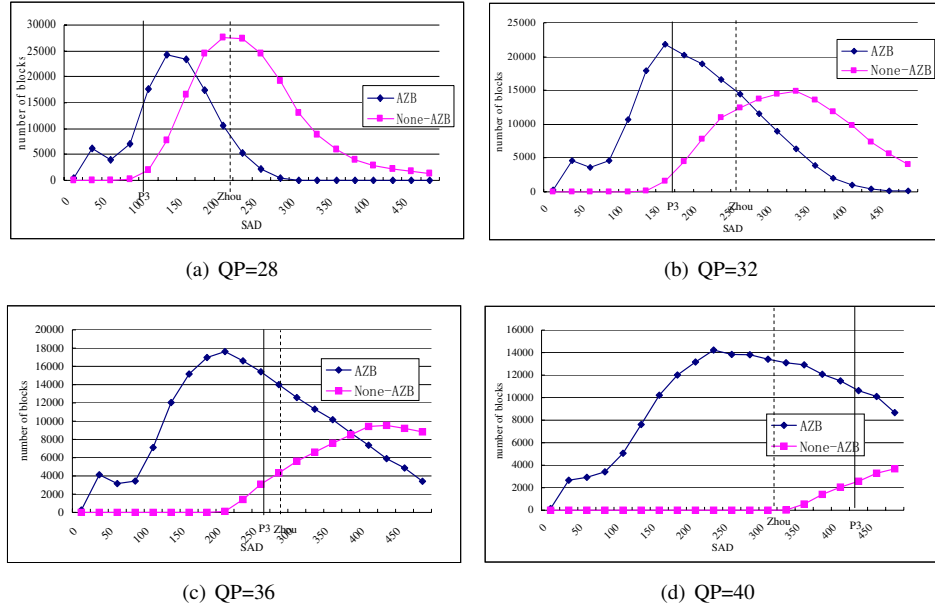 30000
25000
20000
15000
10000
5000
0
number of blocks
AZB
None-AZB
0
50
100
150
200
250
300
350
400
450
P3
Zhou
SAD
(a) QP=28
25000
20000
15000
10000
5000
0
number of blocks
AZB
None-AZB
0
50
100
150
200
250
300
350
400
450
P3
Zhou
SAD
(b) QP=32
20000
18000
16000
14000
12000
10000
8000
6000
4000
2000
0
number of blocks
AZB
None-AZB
0
50
100
150
200
250
300
350
400
450
P3 Zhou
SAD
(c) QP=36
16000
14000
12000
10000
8000
6000
4000
2000
0
number of blocks
AZB
None-AZB
0
50
100
150
200
250
300
350
400
450
Zhou
P3
SAD
(d) QP=40